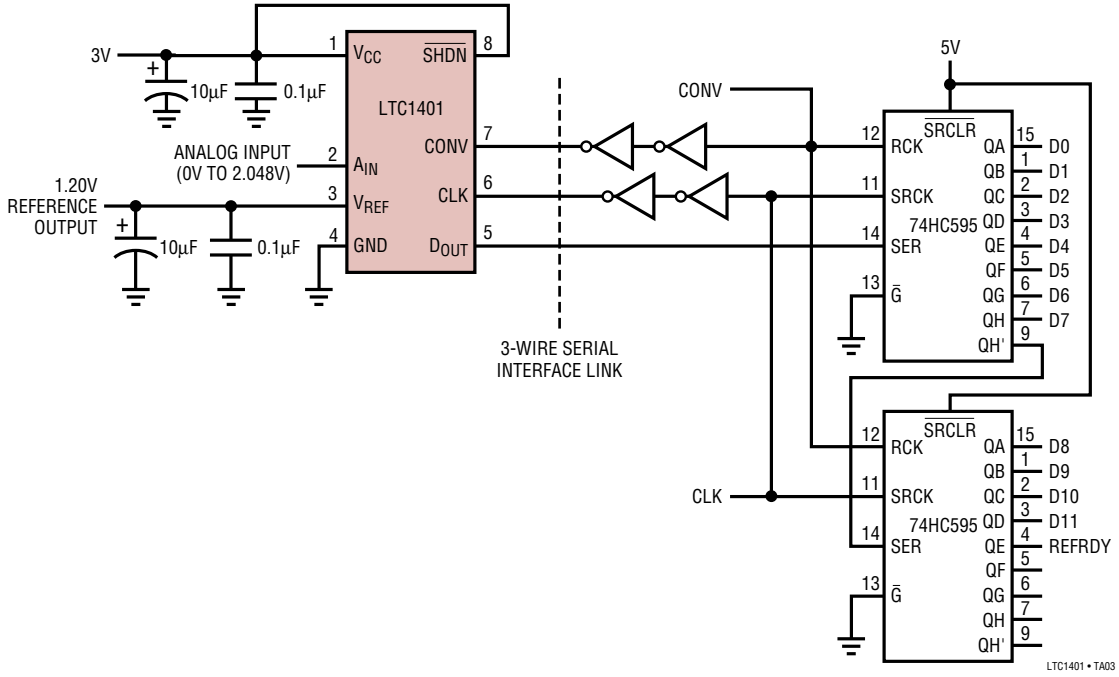 3V
+
10µF
0.1µF
1
VCC
SHDN
8
LTC1401
ANALOG INPUT
(0V TO 2.048V)
2
AIN
CONV
7
1.20V
REFERENCE
OUTPUT
+
10µF
0.1µF
3
VREF
CLK
6
4
GND
DOUT
5
3-WIRE SERIAL
INTERFACE LINK
CONV
5V
SRCLR
12
RCK
11
SRCK
74HC595
14
SER
13
G
QA
15
D0
QB
1
D1
QC
2
D2
QD
3
D3
QE
4
D4
QF
5
D5
QG
6
D6
QH
7
D7
QH'
9
CLK
SRCLR
12
RCK
11
SRCK
74HC595
14
SER
13
G
QA
15
D8
QB
1
D9
QC
2
D10
QD
3
D11
QE
4
REFRDY
QF
5
QG
6
QH
7
QH'
9
LTC1401 • TA03